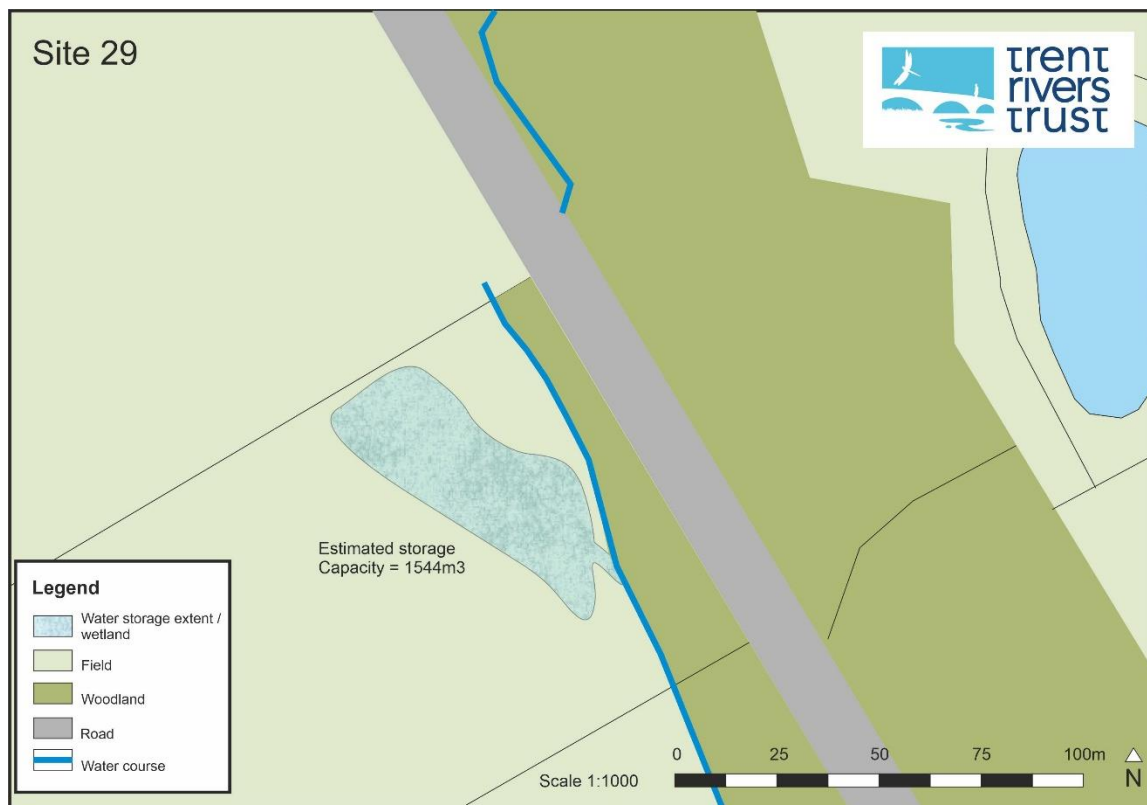 Site 29
trent
rivers
trust
Estimated storage
Capacity = 1544m3
Legend
Water storage extent /
wetland
Field
Woodland
Road
Water course
0 25 50 75 100m
Scale 1:1000
N